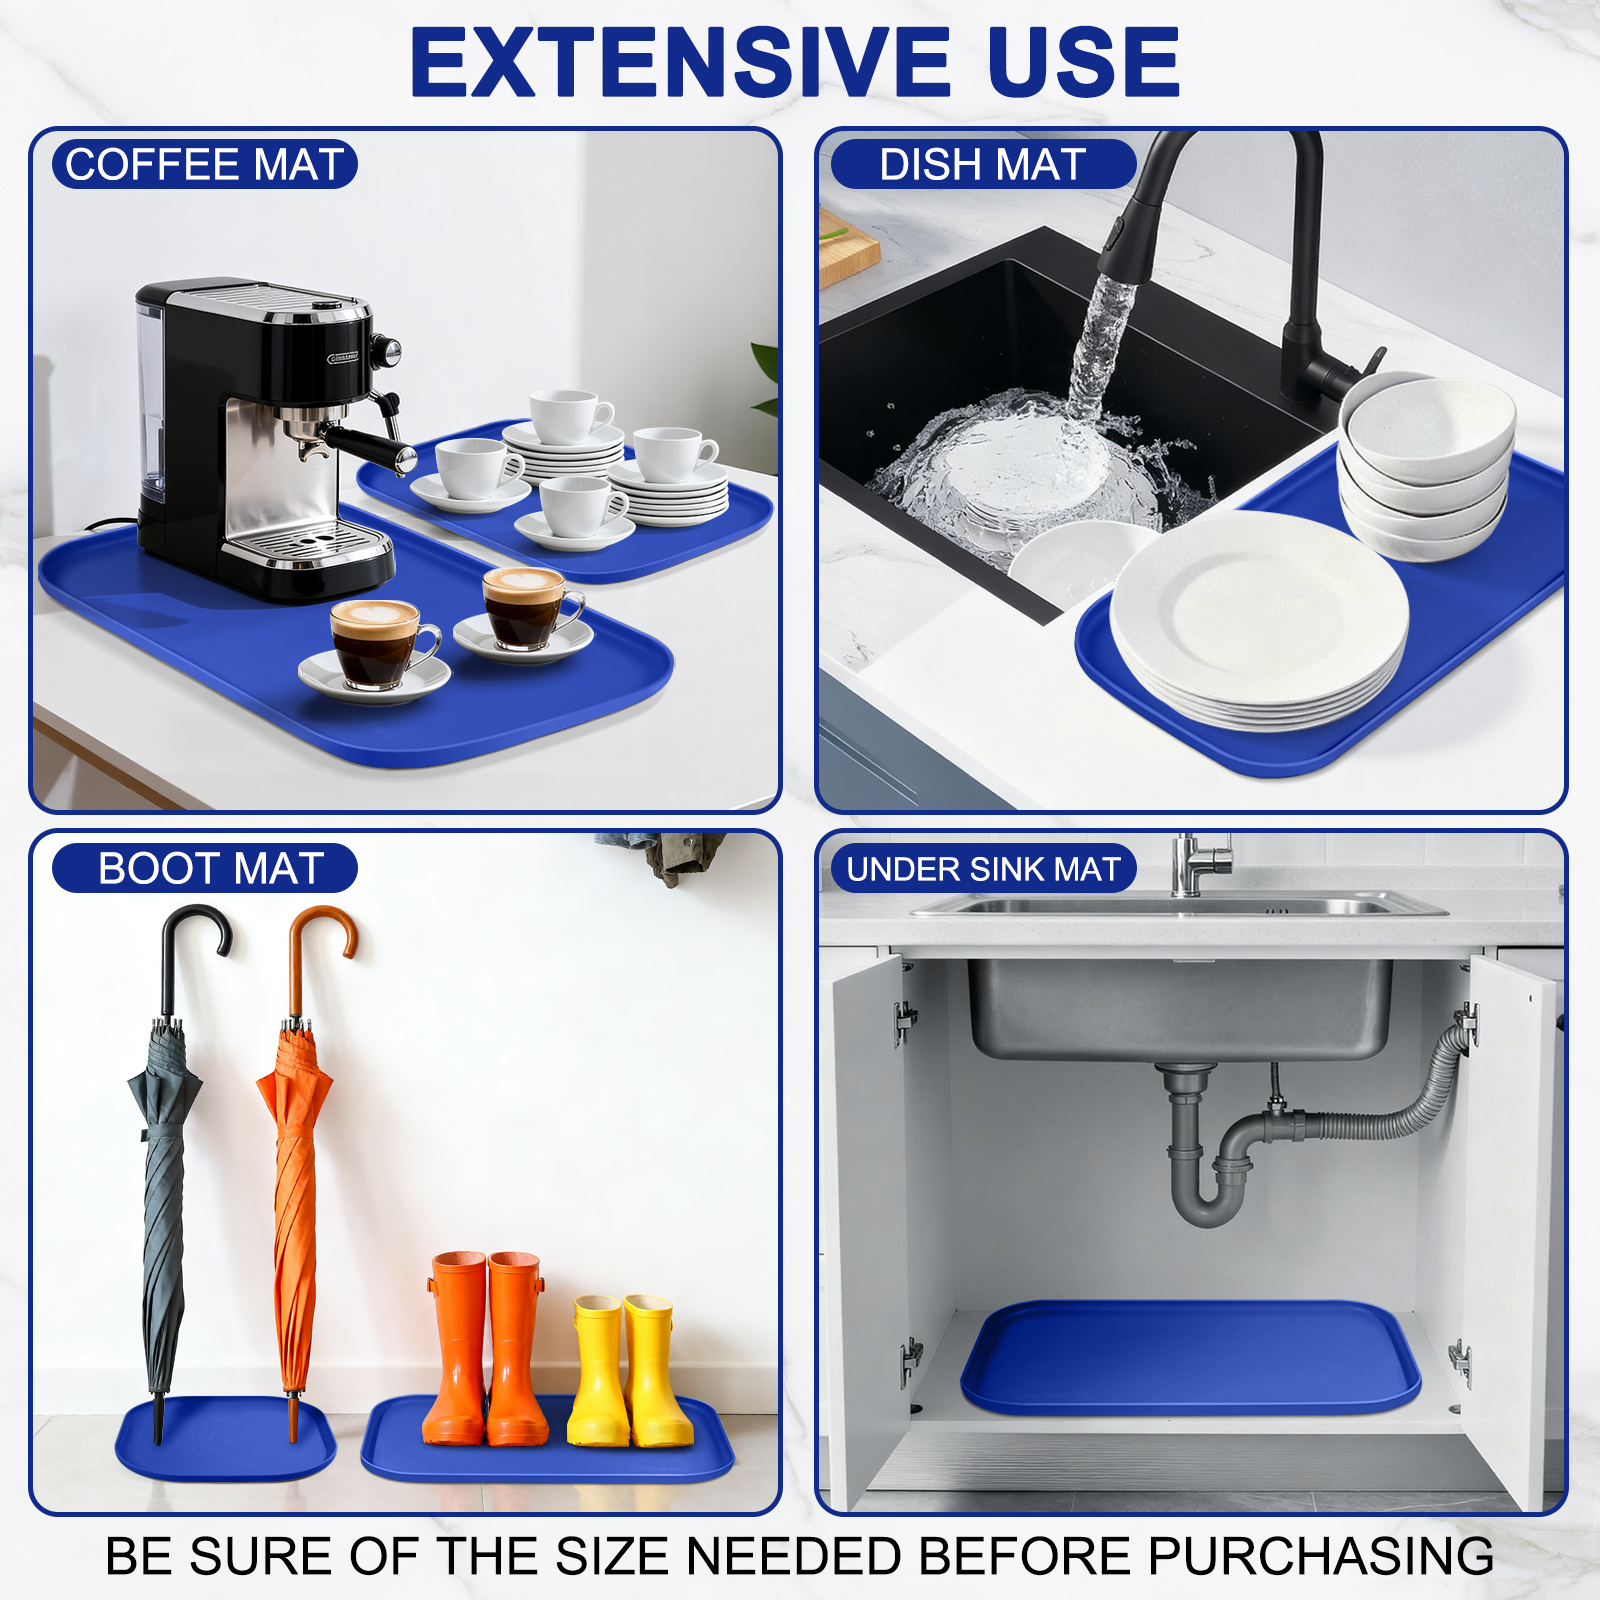 EXTENSIVE USE
COFFEE MAT
DISH MAT
BOOT MAT
UNDER SINK MAT
BE SURE OF THE SIZE NEEDED BEFORE PURCHASING